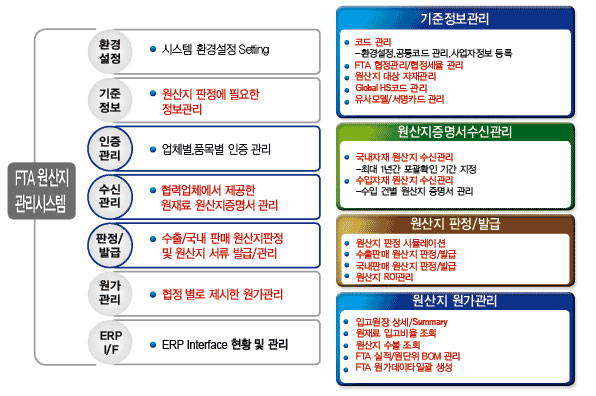 FTA 원산지
관리시스템
환경
설정
• 시스템 환경설정 Setting
기준
정보
• 원산지 판정에 필요한
정보관리
인증
관리
• 업체별,품목별 인증 관리
수신
관리
• 협력업체에서 제공한
원재료 원산지증명서 관리
판정/
발급
• 수출/국내 판매 원산지판정
및 원산지 서류 발급/관리
원가
관리
• 협정 별로 제시한 원가관리
ERP
I/F
• ERP Interface 현황 및 관리
기준정보관리
• 코드 관리
–환경설정,공통코드 관리,사업자정보 등록
• FTA 협정관리/협정세율 관리
• 원산지 대상 자재관리
• Global HS코드 관리
• 유사모델/서명카드 관리
원산지증명서수신관리
• 국내자재 원산지 수신관리
–최대 1년간 포괄확인 기간 지정
• 수입자재 원산지 수신관리
–수입 건별 원산지 증명서 관리
원산지 판정/발급
• 원산지 판정 시뮬레이션
• 수출판매 원산지 판정/발급
• 국내판매 원산지 판정/발급
• 원산지 ROI관리
원산지 원가관리
• 입고원장 상세/Summary
• 원재료 입고비율 조회
• 원산지 수불 조회
• FTA 실적/원단위 BOM 관리
• FTA 원가데이타일괄 생성